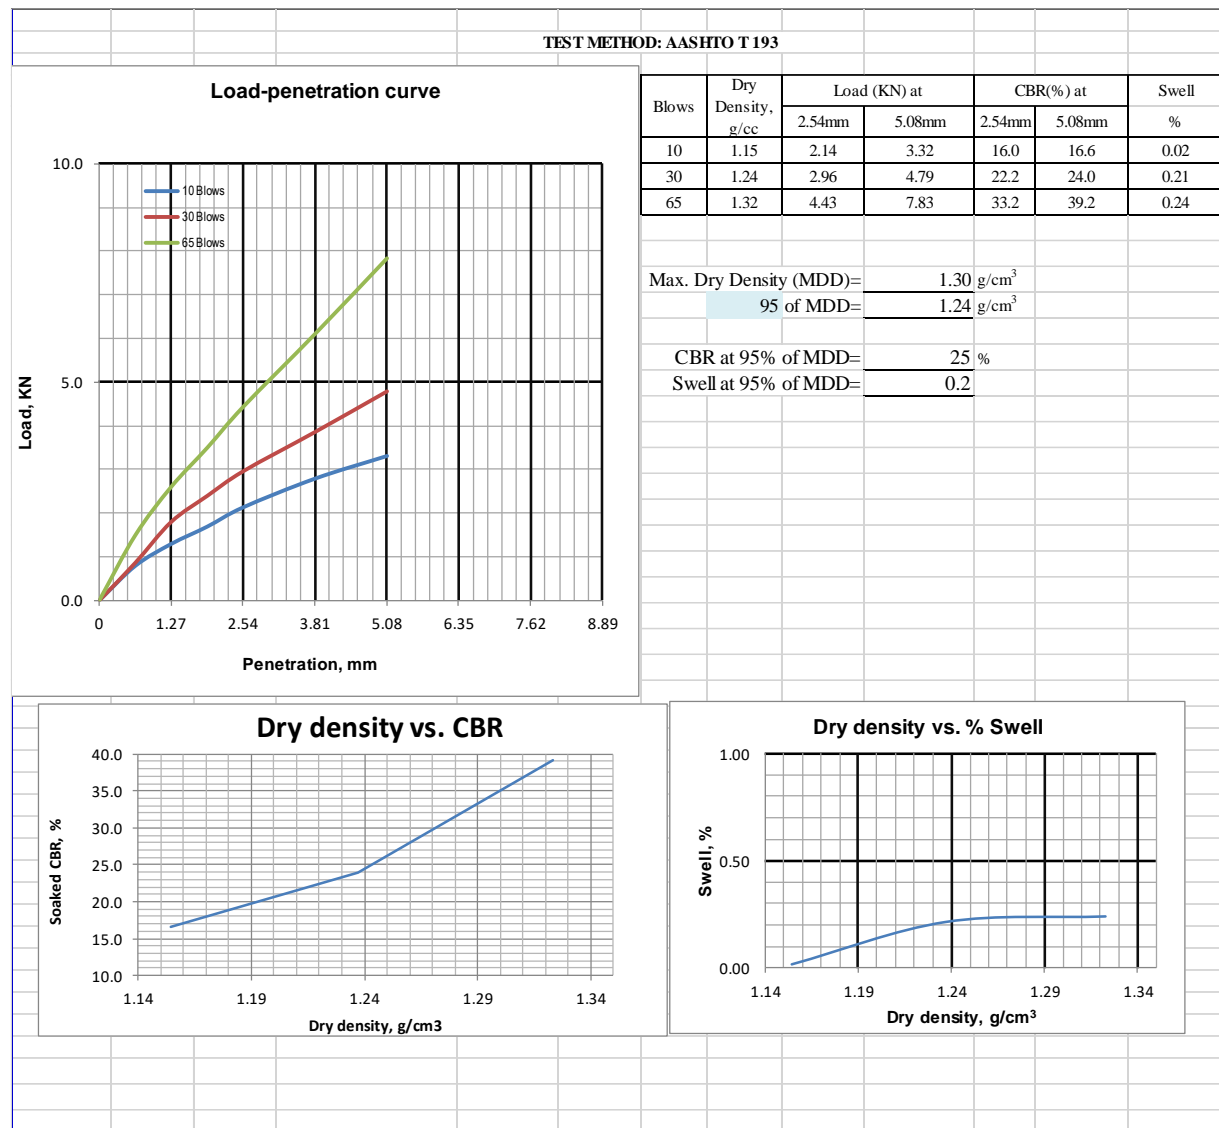 TEST METHOD: AASHTO T 193
Load-penetration curve
10.0
5.0
0.0
10 Blows
30 Blows
65 Blows
Load, KN
0 1.27 2.54 3.81 5.08 6.35 7.62 8.89
Penetration, mm
Blows Dry Density, g/cc Load (KN) at CBR(%) at Swell
2.54mm 5.08mm 2.54mm 5.08mm %
10 1.15 2.14 3.32 16.0 16.6 0.02
30 1.24 2.96 4.79 22.2 24.0 0.21
65 1.32 4.43 7.83 33.2 39.2 0.24
Max. Dry Density (MDD)= 1.30 g/cm³
95 of MDD= 1.24 g/cm³
CBR at 95% of MDD= 25 %
Swell at 95% of MDD= 0.2
Dry density vs. CBR
40.0
35.0
30.0
25.0
20.0
15.0
10.0
Soaked CBR, %
1.14 1.19 1.24 1.29 1.34
Dry density, g/cm3
Dry density vs. % Swell
1.00
0.50
0.00
Swell, %
1.14 1.19 1.24 1.29 1.34
Dry density, g/cm³